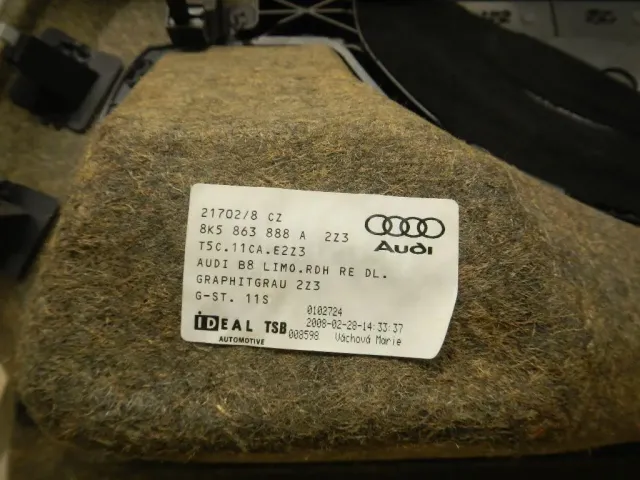 21702/8 CZ
8K5 863 888 A 2Z3
T5C.11CA.E2Z3
AUDI B8 LIMO.RDH RE DL.
GRAPHITGRAU 2Z3
G-ST. 11S
Audi
IDEAL TSB
AUTOMOTIVE
0102724
2008-02-28-14:33:37
008598 Váchová Marie